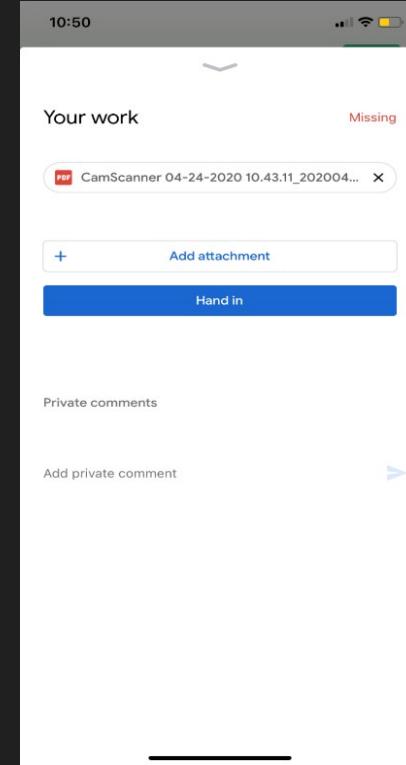 10:50
Your work
Missing
PDF CamScanner 04-24-2020 10.43.11_202004...
Add attachment
Hand in
Private comments
Add private comment